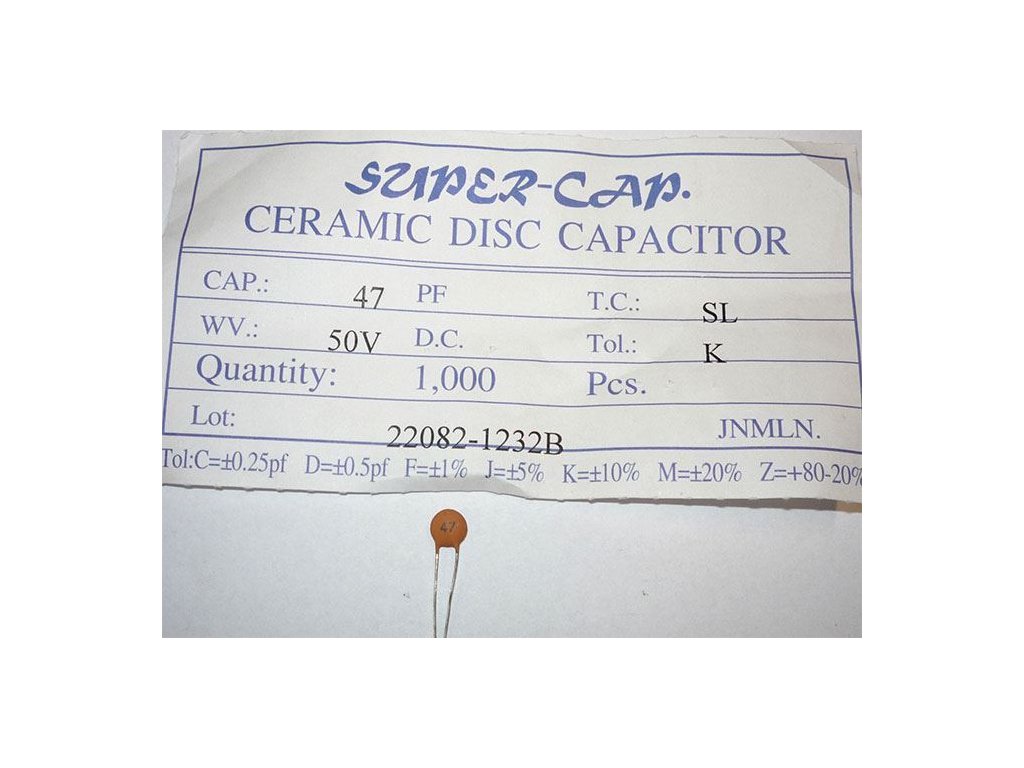 SUPER-CAP.
CERAMIC DISC CAPACITOR
CAP.: 47 PF T.C.: SL
WV.: 50V D.C. Tol.: K
Quantity: 1,000 Pcs.
Lot: 22082-1232B JNMLN.
Tol:C=±0.25pf D=±0.5pf F=±1% J=±5% K=±10% M=±20% Z=+80-20%
47